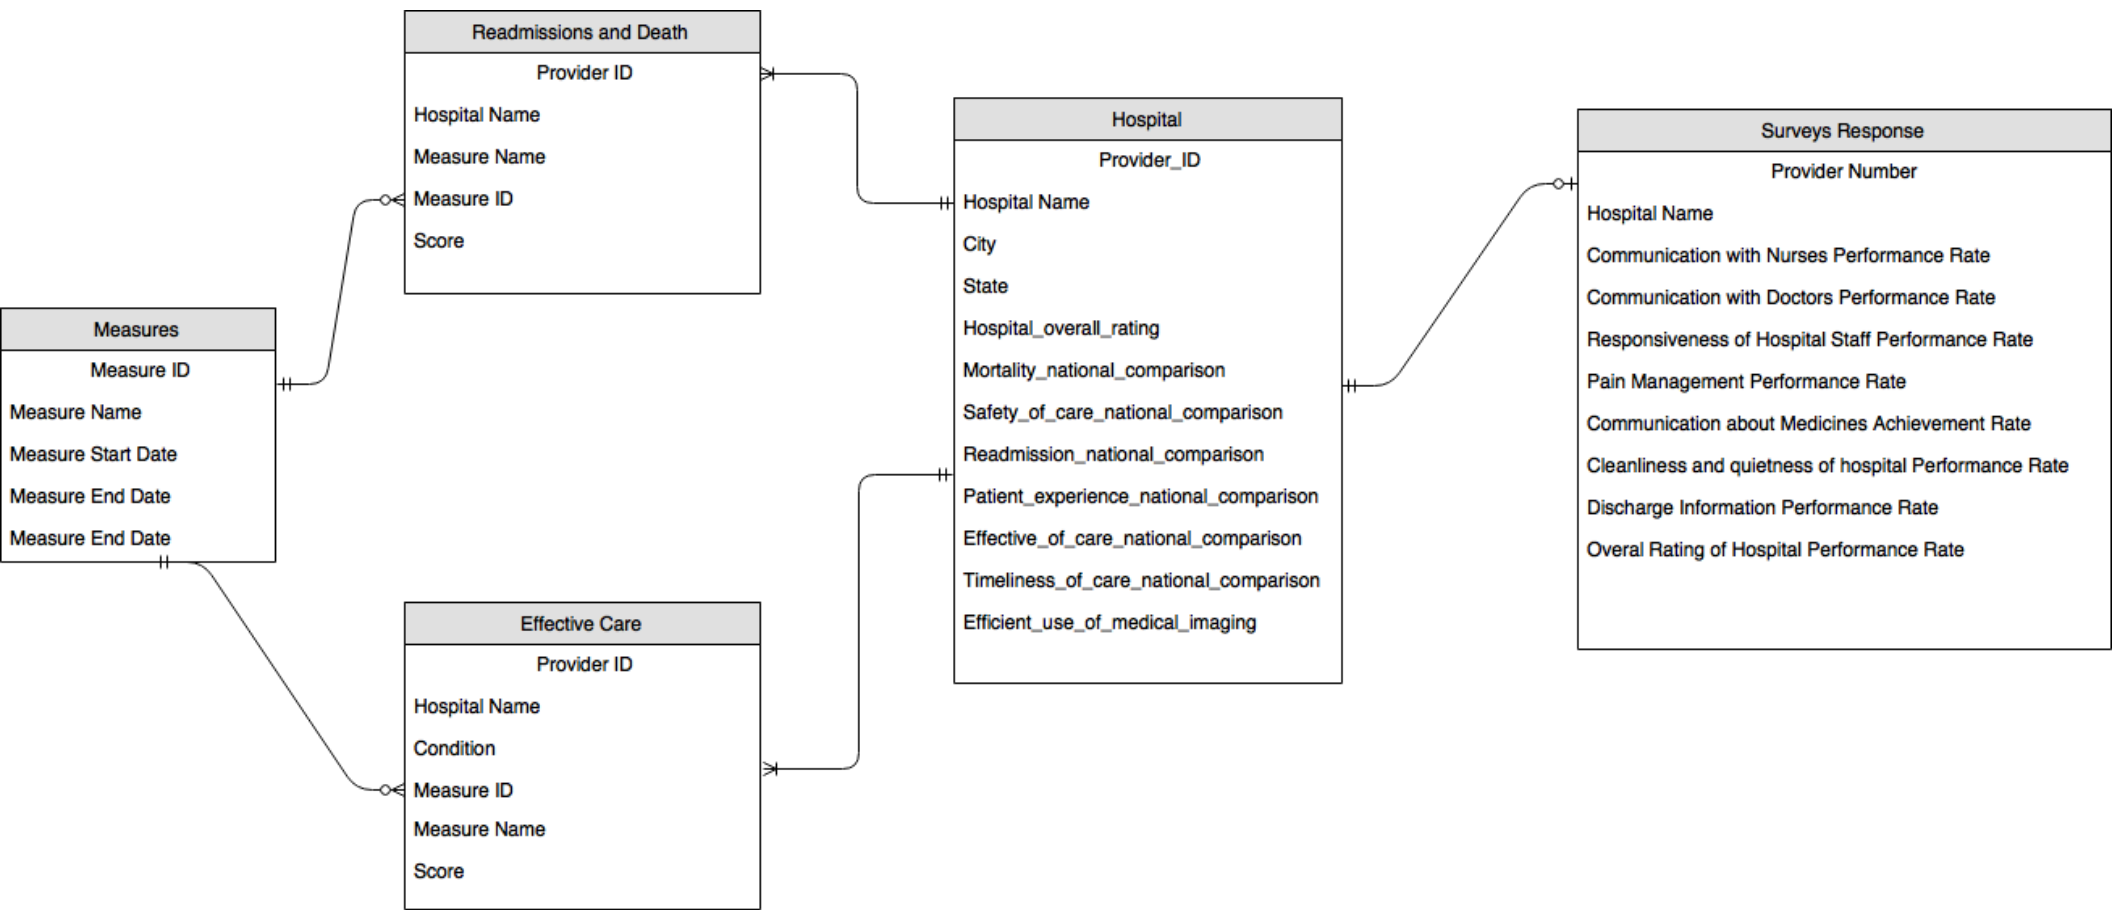 Readmissions and Death
Provider ID
Hospital Name
Measure Name
Measure ID
Score
Measures
Measure ID
Measure Name
Measure Start Date
Measure End Date
Measure End Date
Effective Care
Provider ID
Hospital Name
Condition
Measure ID
Measure Name
Score
Hospital
Provider_ID
Hospital Name
City
State
Hospital_overall_rating
Mortality_national_comparison
Safety_of_care_national_comparison
Readmission_national_comparison
Patient_experience_national_comparison
Effective_of_care_national_comparison
Timeliness_of_care_national_comparison
Efficient_use_of_medical_imaging
Surveys Response
Provider Number
Hospital Name
Communication with Nurses Performance Rate
Communication with Doctors Performance Rate
Responsiveness of Hospital Staff Performance Rate
Pain Management Performance Rate
Communication about Medicines Achievement Rate
Cleanliness and quietness of hospital Performance Rate
Discharge Information Performance Rate
Overal Rating of Hospital Performance Rate